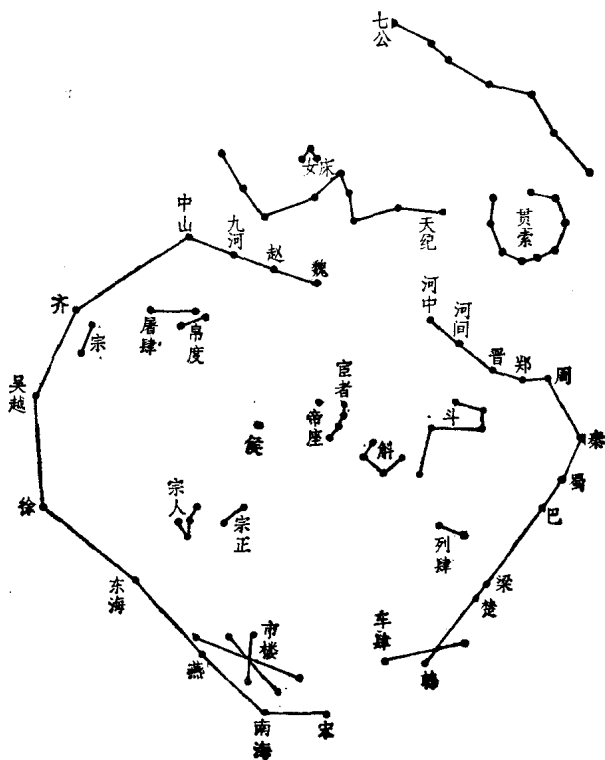 七公
女床
天纪
贯索
中山
九河
赵
魏
河中
河间
晋
郑
周
秦
蜀
巴
梁
楚
韩
齐
宗
屠肆
帛度
吴越
宦者
帝座
斗
斛
侯
徐
宗人
宗正
列肆
东海
市楼
车肆
燕
南海
宋